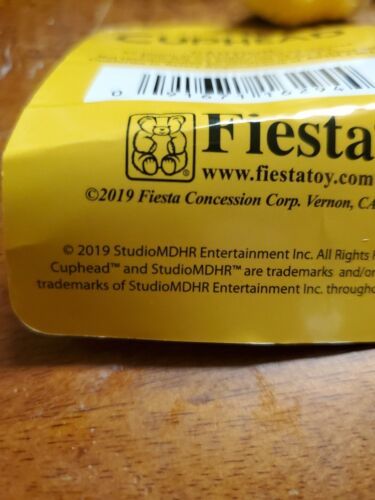 CUPHEAD
Fiesta
www.fiestatoy.com
©2019 Fiesta Concession Corp. Vernon, CA
© 2019 StudioMDHR Entertainment Inc. All Rights
Cuphead™ and StudioMDHR™ are trademarks and/or
trademarks of StudioMDHR Entertainment Inc. throughou